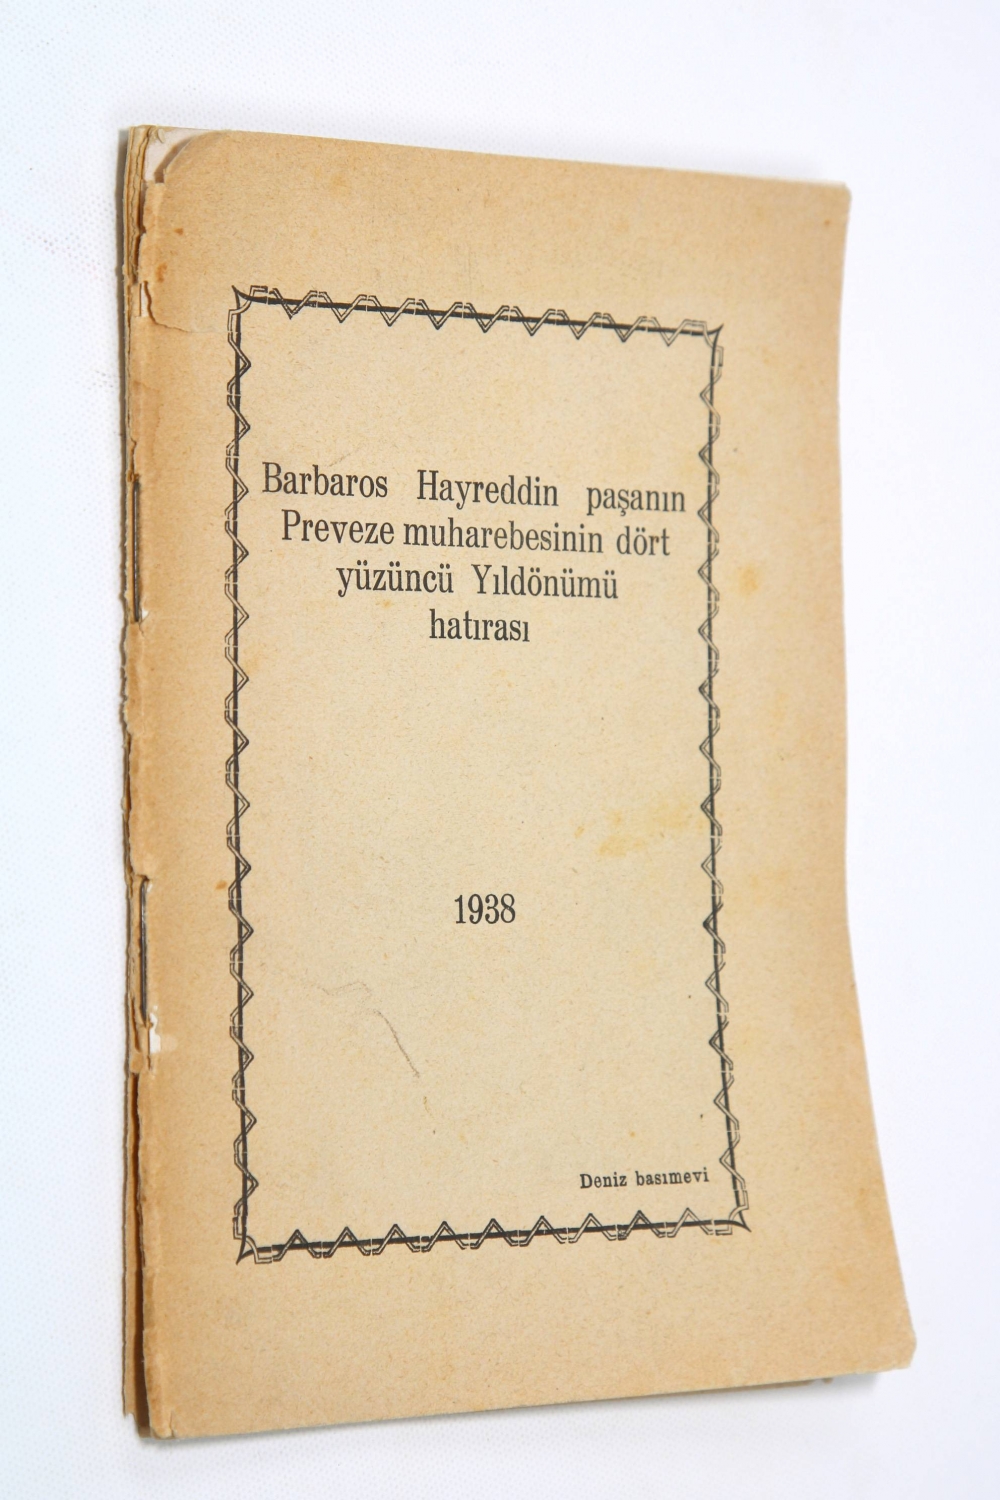 Barbaros Hayreddin paşanın
Preveze muharebesinin dört
yüzüncü Yıldönümü
hatırası
1938
Deniz basımevi